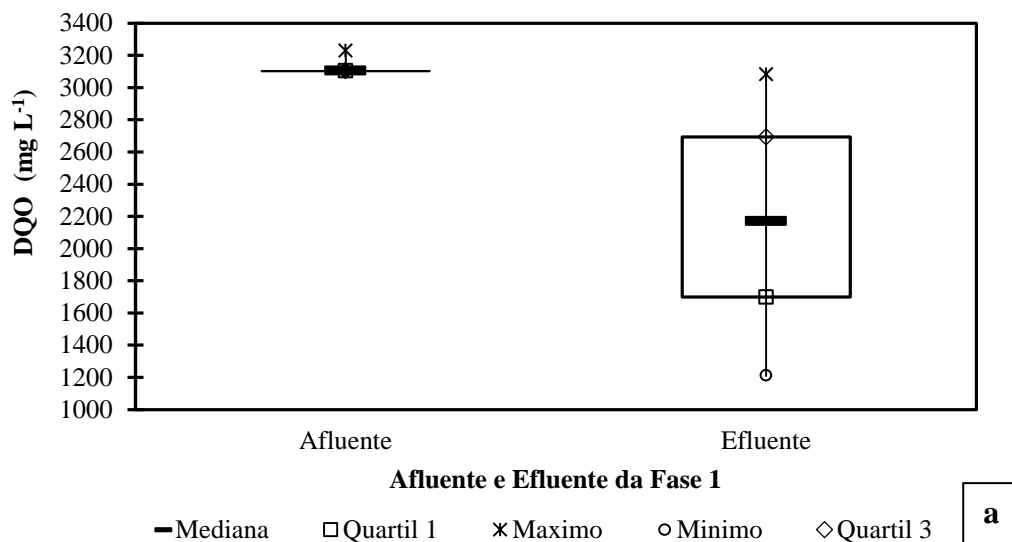 DQO (mg L-1)
3400
3200
3000
2800
2600
2400
2200
2000
1800
1600
1400
1200
1000
Afluente Efluente
Afluente e Efluente da Fase 1
Mediana Quartil 1 Maximo Minimo Quartil 3
a